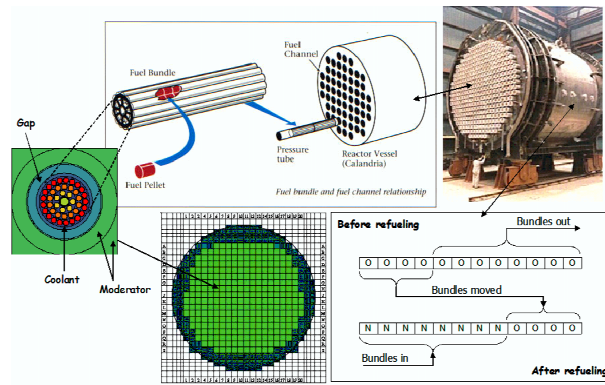 Fuel Bundle
Fuel
Channel
Gap
Pressure
tube
Reactor Vessel
(Calandria)
Fuel Pellet
Fuel bundle and fuel channel relationship
Coolant
Moderator
Before refueling
Bundles out
O O O O O O O O O O O O
Bundles moved
N N N N N N N N O O O O
Bundles in
After refueling